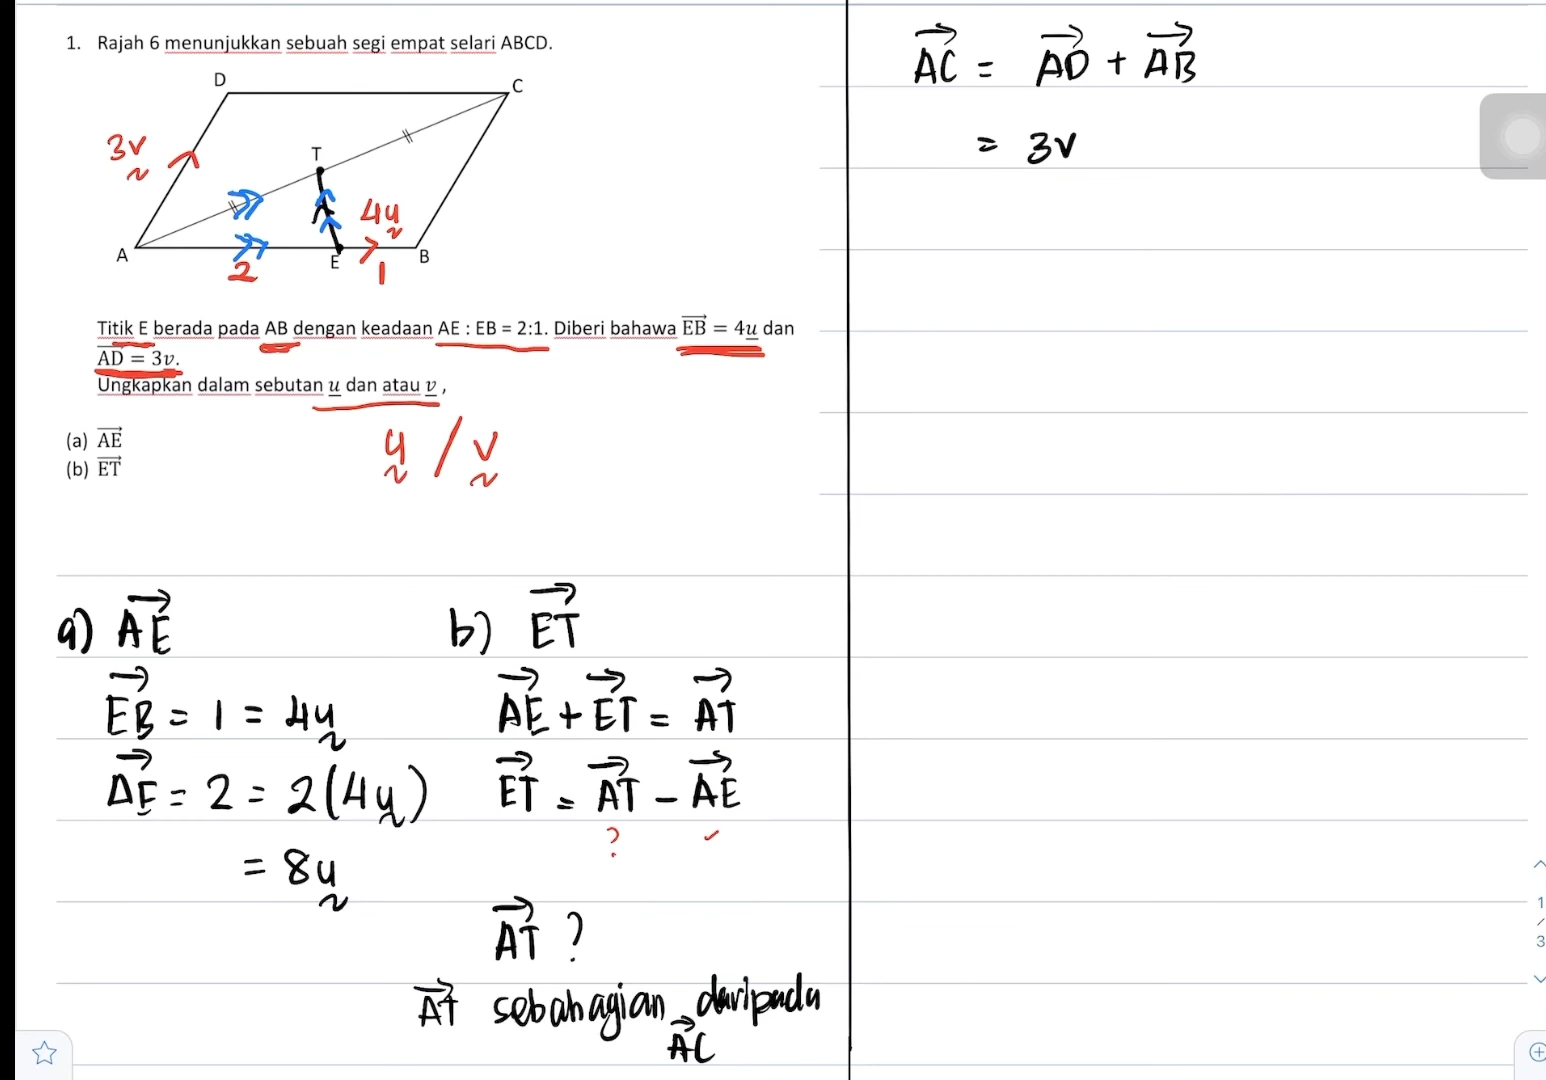 1. Rajah 6 menunjukkan sebuah segi empat selari ABCD.
D
C
3v
T
4u
A
2
E
1
B
Titik E berada pada AB dengan keadaan AE : EB = 2:1. Diberi bahawa EB = 4u dan
AD = 3v.
Ungkapkan dalam sebutan u dan atau v ,
(a) AE
(b) ET
u / v
a) AE
EB = 1 = 4u
AE = 2 = 2(4u)
= 8u
b) ET
AE + ET = AT
ET = AT - AE
? ✓
AT ?
AT sebahagian daripada
AC
AC = AD + AB
= 3v
1
/
3